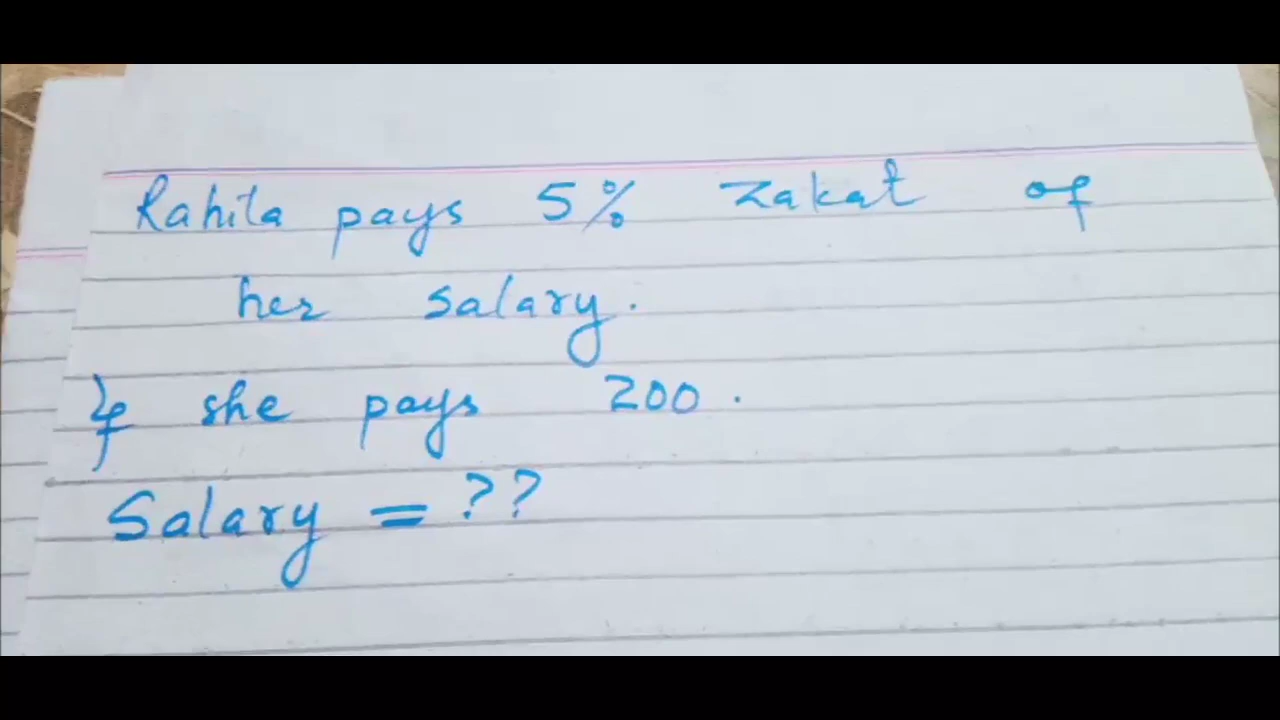 Rahila pays 5% Zakat of
her salary.
If she pays 200.
Salary = ??